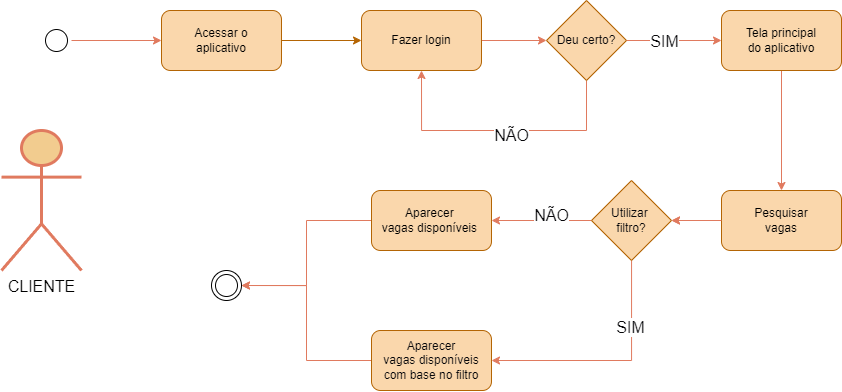 Acessar o
aplicativo
Fazer login
Deu certo?
SIM
Tela principal
do aplicativo
NÃO
CLIENTE
Pesquisar
vagas
Utilizar
filtro?
NÃO
Aparecer
vagas disponíveis
SIM
Aparecer
vagas disponíveis
com base no filtro